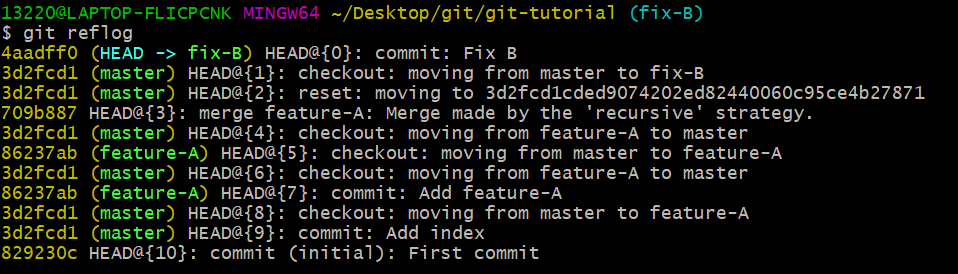 13220@LAPTOP-FLICPCNK MINGW64 ~/Desktop/git/git-tutorial (fix-B)
$ git reflog
4aadff0 (HEAD -> fix-B) HEAD@{0}: commit: Fix B
3d2fcd1 (master) HEAD@{1}: checkout: moving from master to fix-B
3d2fcd1 (master) HEAD@{2}: reset: moving to 3d2fcd1cded9074202ed82440060c95ce4b27871
709b887 HEAD@{3}: merge feature-A: Merge made by the 'recursive' strategy.
3d2fcd1 (master) HEAD@{4}: checkout: moving from feature-A to master
86237ab (feature-A) HEAD@{5}: checkout: moving from master to feature-A
3d2fcd1 (master) HEAD@{6}: checkout: moving from feature-A to master
86237ab (feature-A) HEAD@{7}: commit: Add feature-A
3d2fcd1 (master) HEAD@{8}: checkout: moving from master to feature-A
3d2fcd1 (master) HEAD@{9}: commit: Add index
829230c HEAD@{10}: commit (initial): First commit